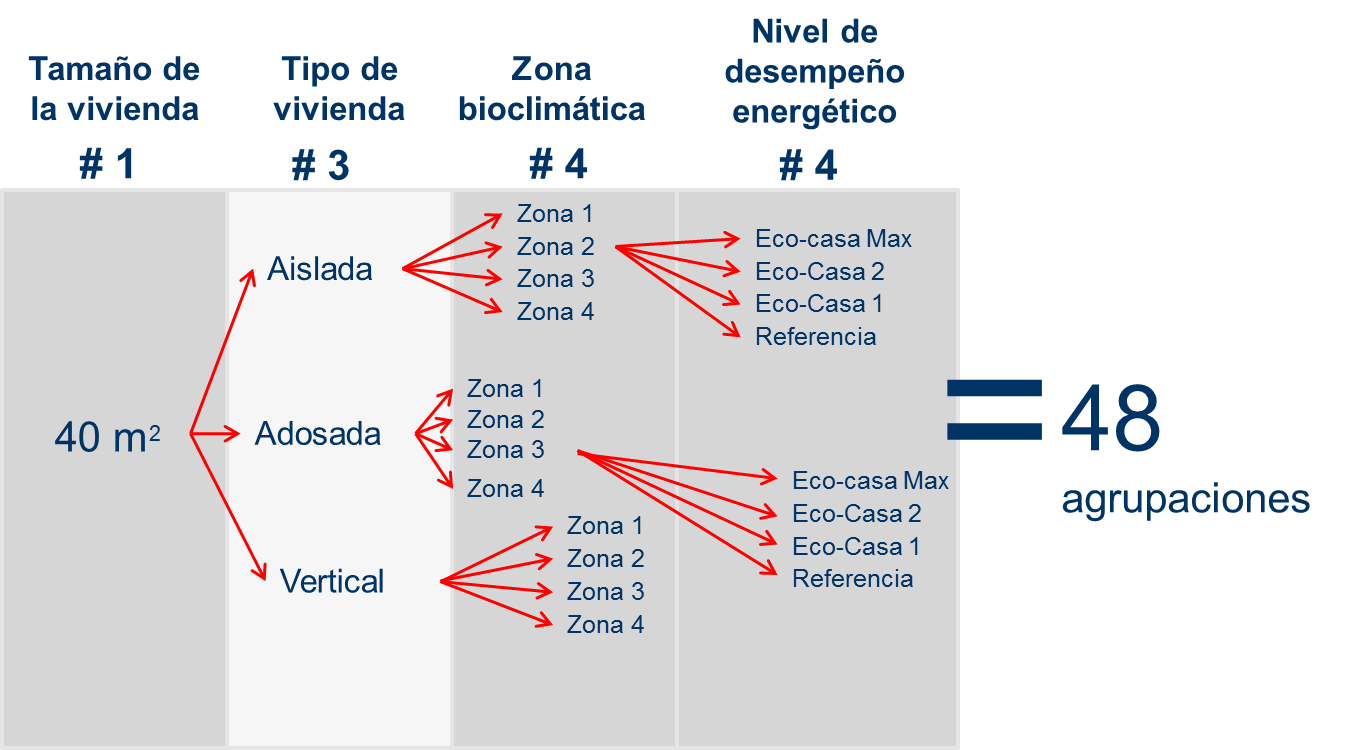 Tamaño de
la vivienda
# 1
Tipo de
vivienda
# 3
Zona
bioclimática
# 4
Nivel de
desempeño
energético
# 4
40 m²
Aislada
Zona 1
Zona 2
Zona 3
Zona 4
Eco-casa Max
Eco-Casa 2
Eco-Casa 1
Referencia
Adosada
Zona 1
Zona 2
Zona 3
Zona 4
Eco-casa Max
Eco-Casa 2
Eco-Casa 1
Referencia
Vertical
Zona 1
Zona 2
Zona 3
Zona 4
= 48
agrupaciones